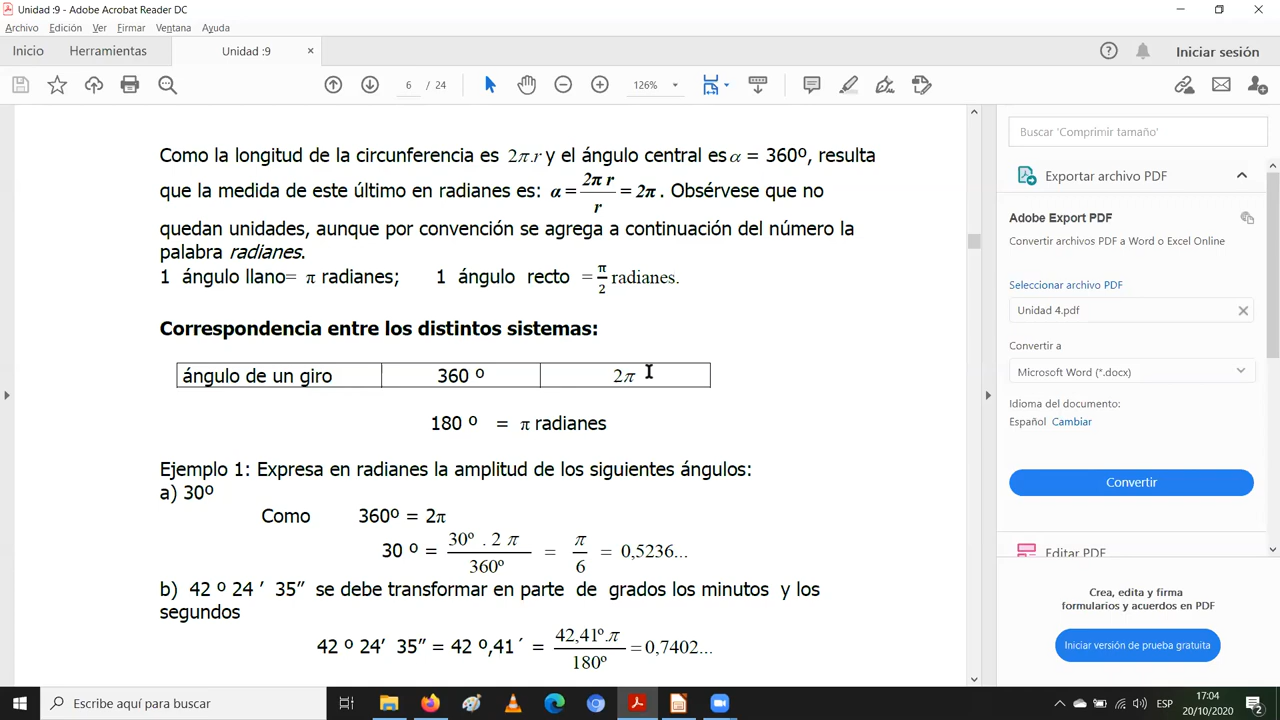 Unidad :9 - Adobe Acrobat Reader DC
Archivo Edición Ver Firmar Ventana Ayuda
Inicio Herramientas Unidad :9 × Iniciar sesión
6 / 24 126%
Como la longitud de la circunferencia es 2π.r y el ángulo central es α = 360º, resulta
que la medida de este último en radianes es: α = 2π r / r = 2π . Obsérvese que no
quedan unidades, aunque por convención se agrega a continuación del número la
palabra radianes.
1 ángulo llano= π radianes; 1 ángulo recto = π/2 radianes.
Correspondencia entre los distintos sistemas:
ángulo de un giro 360 º 2π
180 º = π radianes
Ejemplo 1: Expresa en radianes la amplitud de los siguientes ángulos:
a) 30º
Como 360º = 2π
30 º = 30º . 2 π / 360º = π / 6 = 0,5236...
b) 42 º 24 ′ 35″ se debe transformar en parte de grados los minutos y los
segundos
42 º 24′ 35″ = 42 º,41´ = 42,41º.π / 180º = 0,7402...
Buscar 'Comprimir tamaño'
Exportar archivo PDF
Adobe Export PDF
Convertir archivos PDF a Word o Excel Online
Seleccionar archivo PDF
Unidad 4.pdf
Convertir a
Microsoft Word (*.docx)
Idioma del documento:
Español Cambiar
Convertir
Editar PDF
Crea, edita y firma
formularios y acuerdos en PDF
Iniciar versión de prueba gratuita
Escribe aquí para buscar
ESP
17:04
20/10/2020
2